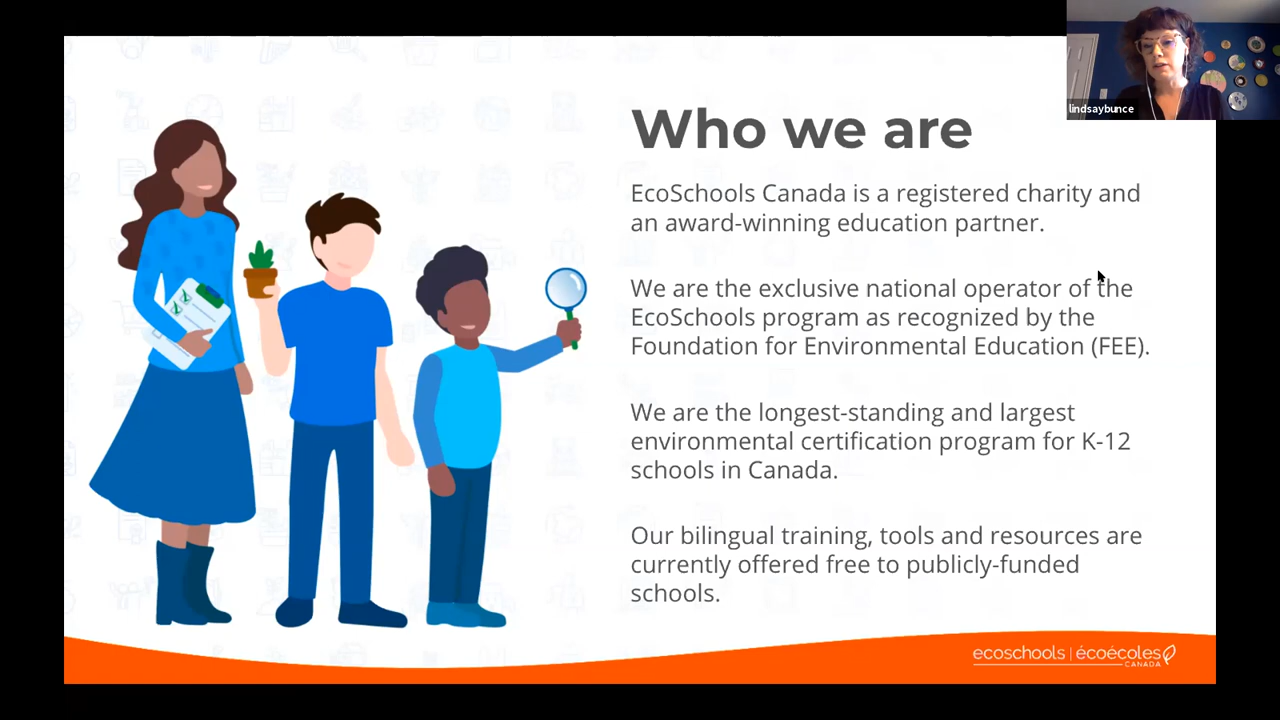 lindsaybunce
Who we are
EcoSchools Canada is a registered charity and
an award-winning education partner.
We are the exclusive national operator of the
EcoSchools program as recognized by the
Foundation for Environmental Education (FEE).
We are the longest-standing and largest
environmental certification program for K-12
schools in Canada.
Our bilingual training, tools and resources are
currently offered free to publicly-funded
schools.
ecoschools | écoécoles
CANADA